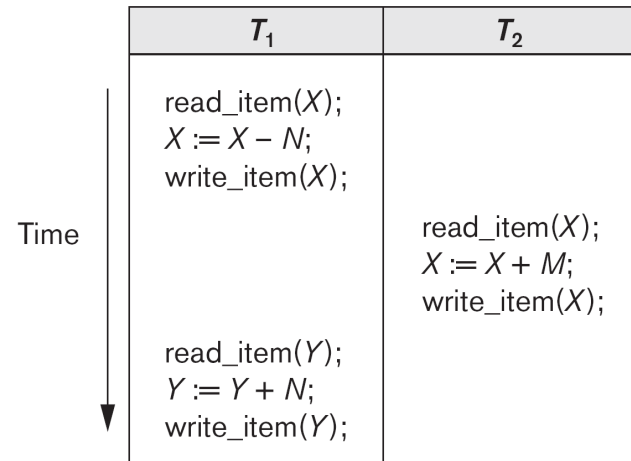 T₁ T₂
read_item(X);
X := X – N;
write_item(X);
read_item(X);
X := X + M;
write_item(X);
Time
read_item(Y);
Y := Y + N;
write_item(Y);